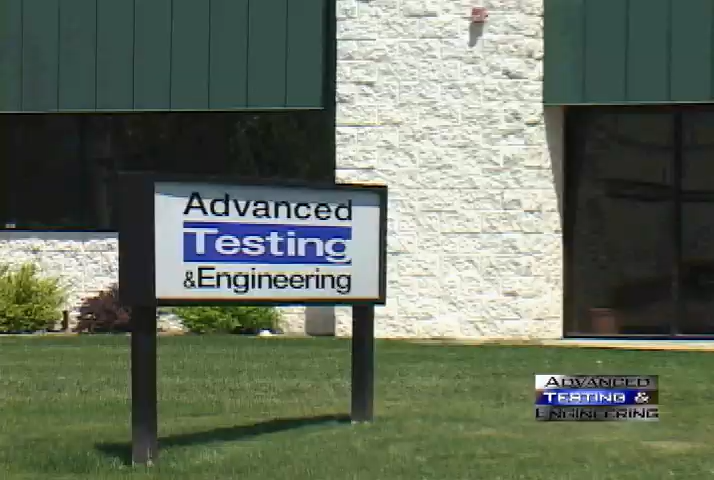 Advanced
Testing
&Engineering
ADVANCED
TESTING &
ENGINEERING